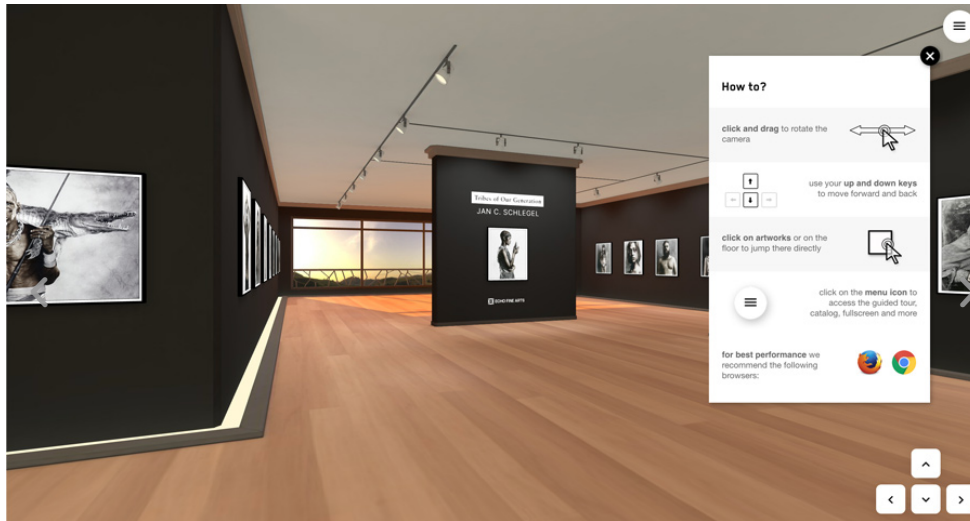 Tribes of Our Generation
JAN C. SCHLEGEL
ECHO FINE ARTS
How to?
click and drag to rotate the
camera
use your up and down keys
to move forward and back
click on artworks or on the
floor to jump there directly
click on the menu icon to
access the guided tour,
catalog, fullscreen and more
for best performance we
recommend the following
browsers: